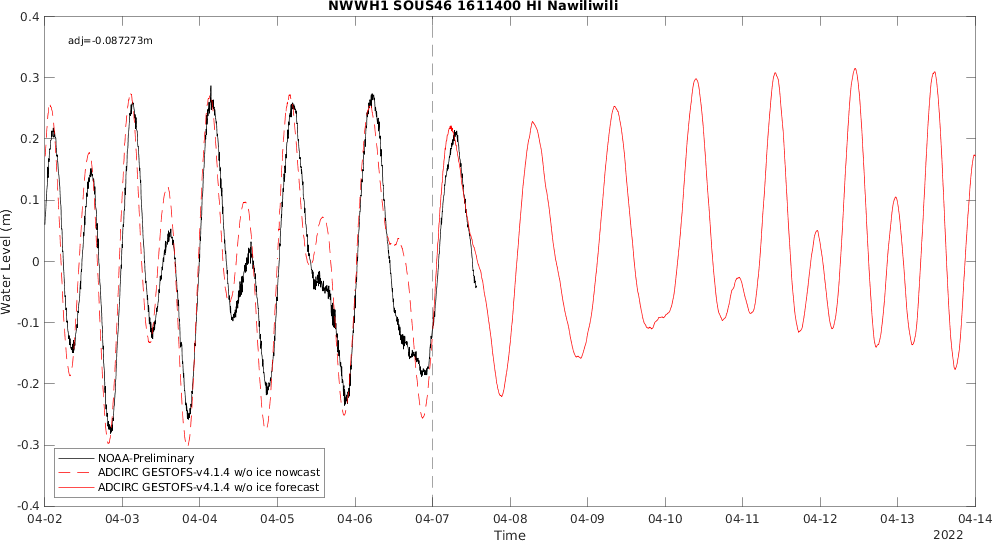 NWWH1 SOUS46 1611400 HI Nawiliwili
adj=-0.087273m
0.4
0.3
0.2
0.1
0
-0.1
-0.2
-0.3
-0.4
Water Level (m)
NOAA-Preliminary
ADCIRC GESTOFS-v4.1.4 w/o ice nowcast
ADCIRC GESTOFS-v4.1.4 w/o ice forecast
04-02 04-03 04-04 04-05 04-06 04-07 04-08 04-09 04-10 04-11 04-12 04-13 04-14
Time
2022